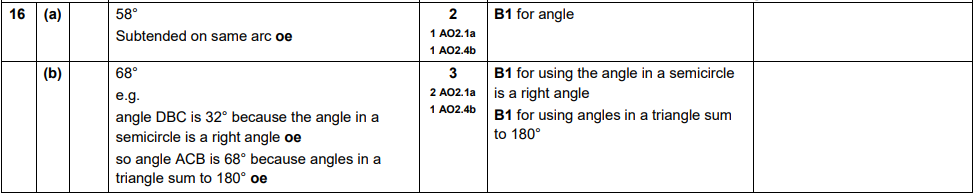 16 (a) 58° 2 B1 for angle
Subtended on same arc oe 1 AO2.1a
1 AO2.4b
(b) 68° 3 B1 for using the angle in a semicircle
e.g. 2 AO2.1a is a right angle
angle DBC is 32° because the angle in a 1 AO2.4b B1 for using angles in a triangle sum
semicircle is a right angle oe to 180°
so angle ACB is 68° because angles in a
triangle sum to 180° oe